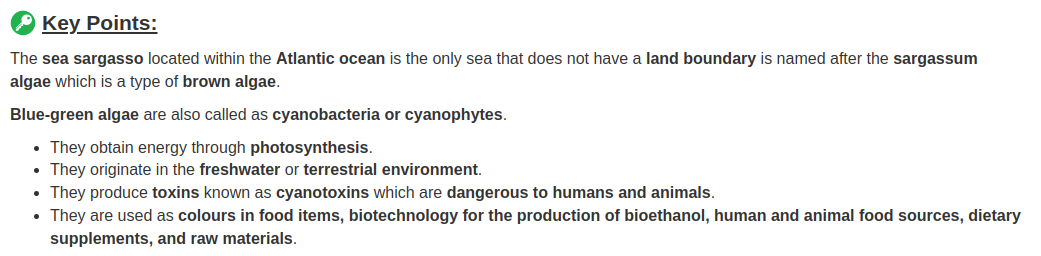 Key Points:
The sea sargasso located within the Atlantic ocean is the only sea that does not have a land boundary is named after the sargassum
algae which is a type of brown algae.
Blue-green algae are also called as cyanobacteria or cyanophytes.
• They obtain energy through photosynthesis.
• They originate in the freshwater or terrestrial environment.
• They produce toxins known as cyanotoxins which are dangerous to humans and animals.
• They are used as colours in food items, biotechnology for the production of bioethanol, human and animal food sources, dietary
supplements, and raw materials.